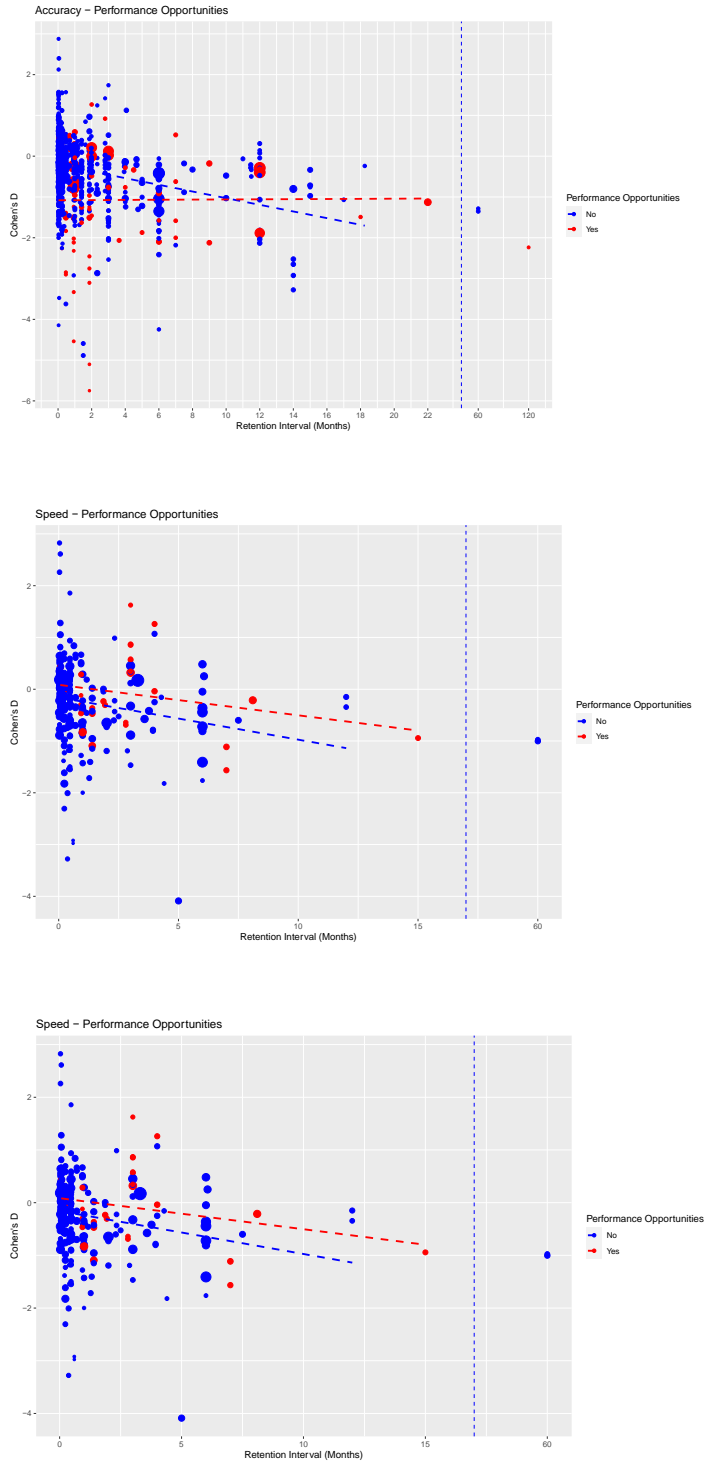 Accuracy − Performance Opportunities
2
0
−2
−4
−6
Cohen's D
0 2 4 6 8 10 12 14 16 18 20 22 60 120
Retention Interval (Months)
Performance Opportunities
No
Yes
Speed − Performance Opportunities
2
0
−2
−4
Cohen's D
0 5 10 15 60
Retention Interval (Months)
Performance Opportunities
No
Yes
Speed − Performance Opportunities
2
0
−2
−4
Cohen's D
0 5 10 15 60
Retention Interval (Months)
Performance Opportunities
No
Yes